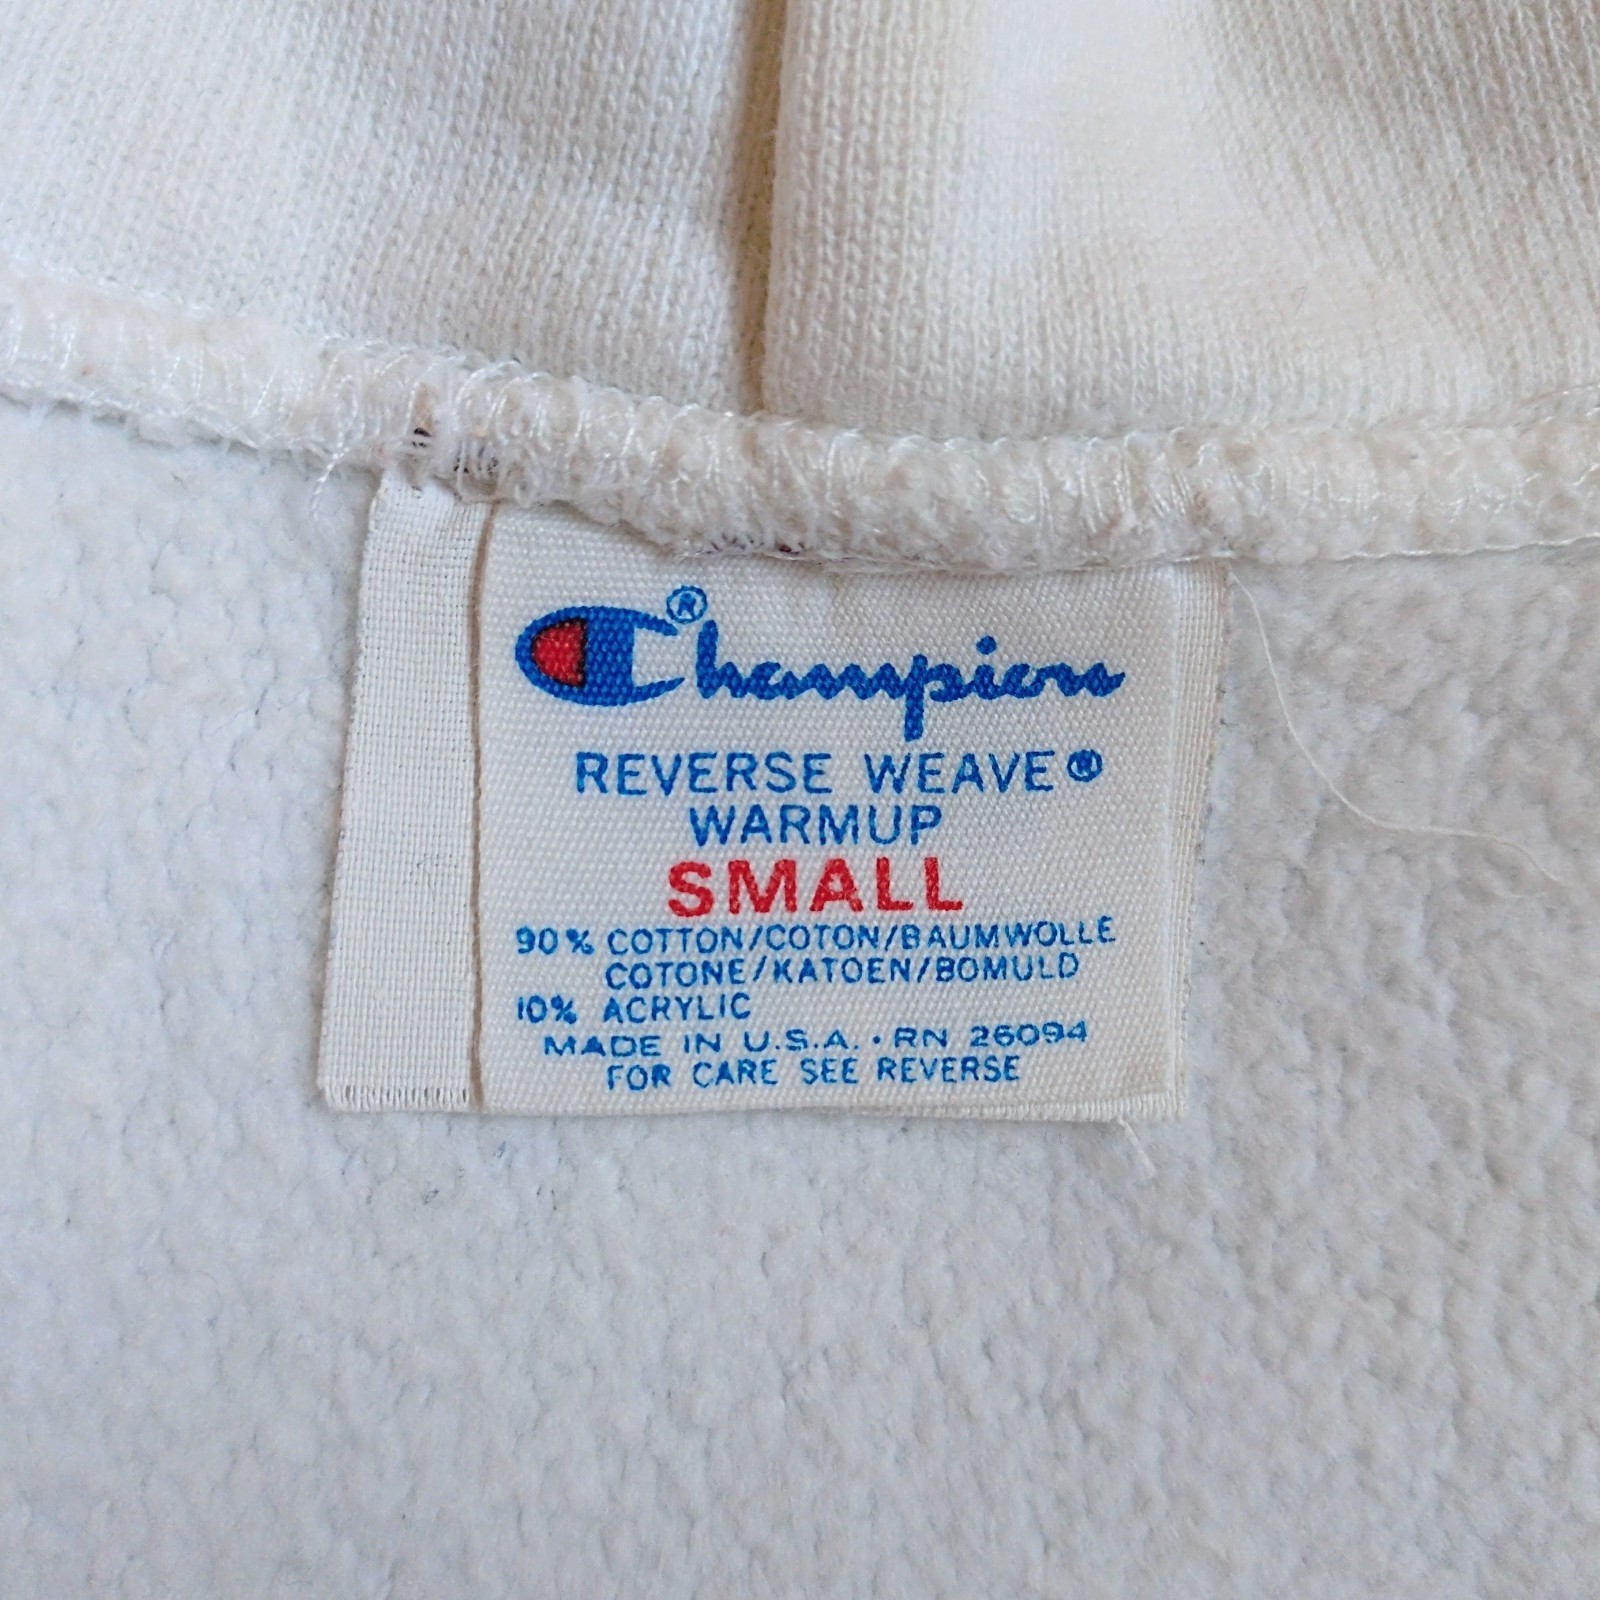 Champion®
REVERSE WEAVE®
WARMUP
SMALL
90% COTTON/COTON/BAUMWOLLE
COTONE/KATOEN/BOMULD
10% ACRYLIC
MADE IN U.S.A. • RN 26094
FOR CARE SEE REVERSE